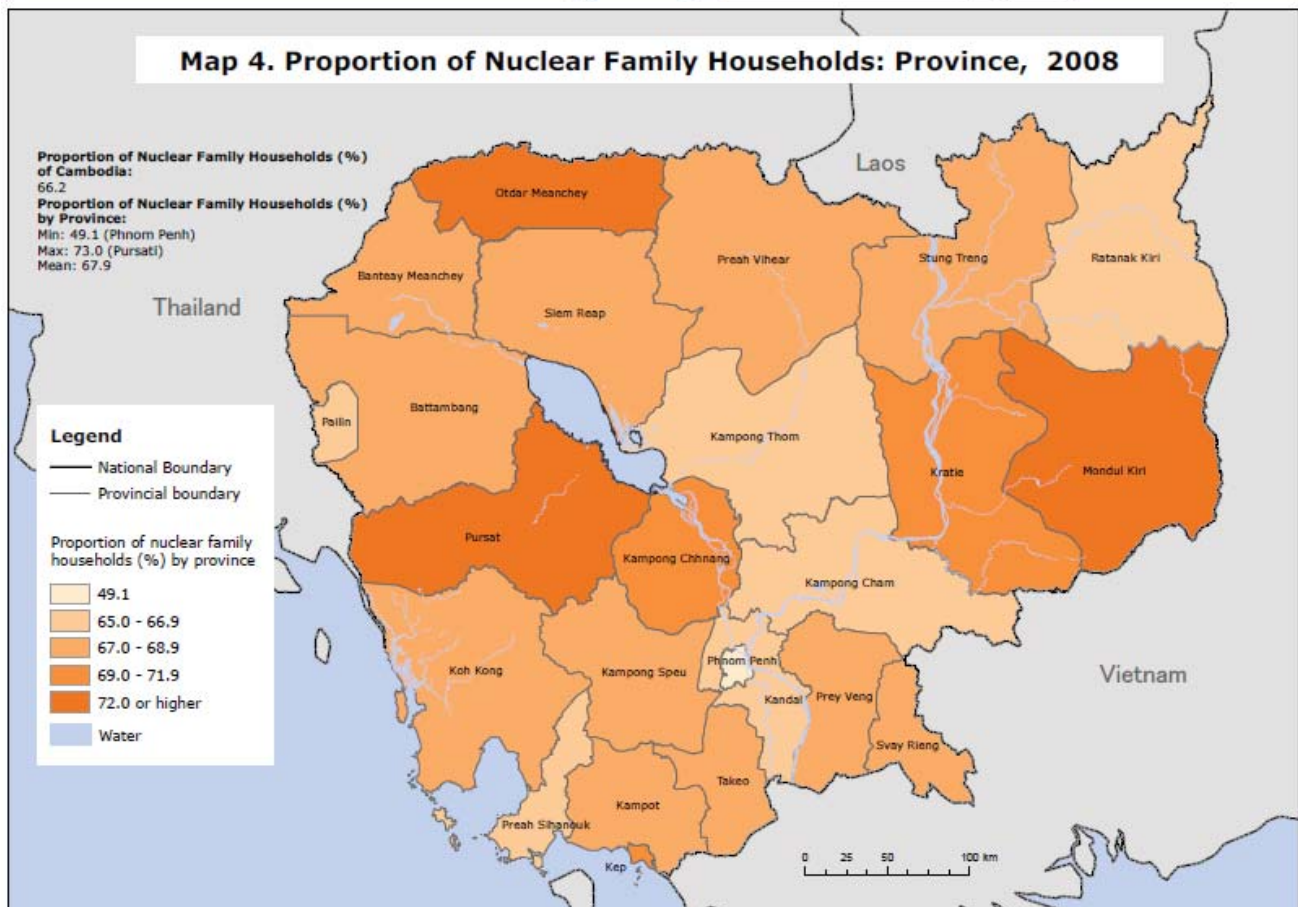 Map 4. Proportion of Nuclear Family Households: Province, 2008
Proportion of Nuclear Family Households (%)
of Cambodia:
66.2
Proportion of Nuclear Family Households (%)
by Province:
Min: 49.1 (Phnom Penh)
Max: 73.0 (Pursati)
Mean: 67.9
Laos
Thailand
Vietnam
Otdar Meanchey
Banteay Meanchey
Siem Reap
Preah Vihear
Stung Treng
Ratanak Kiri
Battambang
Pailin
Kampong Thom
Kratie
Mondul Kiri
Pursat
Kampong Chhnang
Kampong Cham
Koh Kong
Kampong Speu
Phnom Penh
Kandal
Prey Veng
Svay Rieng
Takeo
Kampot
Preah Sihanouk
Kep
Legend
National Boundary
Provincial boundary
Proportion of nuclear family
households (%) by province
49.1
65.0 - 66.9
67.0 - 68.9
69.0 - 71.9
72.0 or higher
Water
0 25 50 100 km